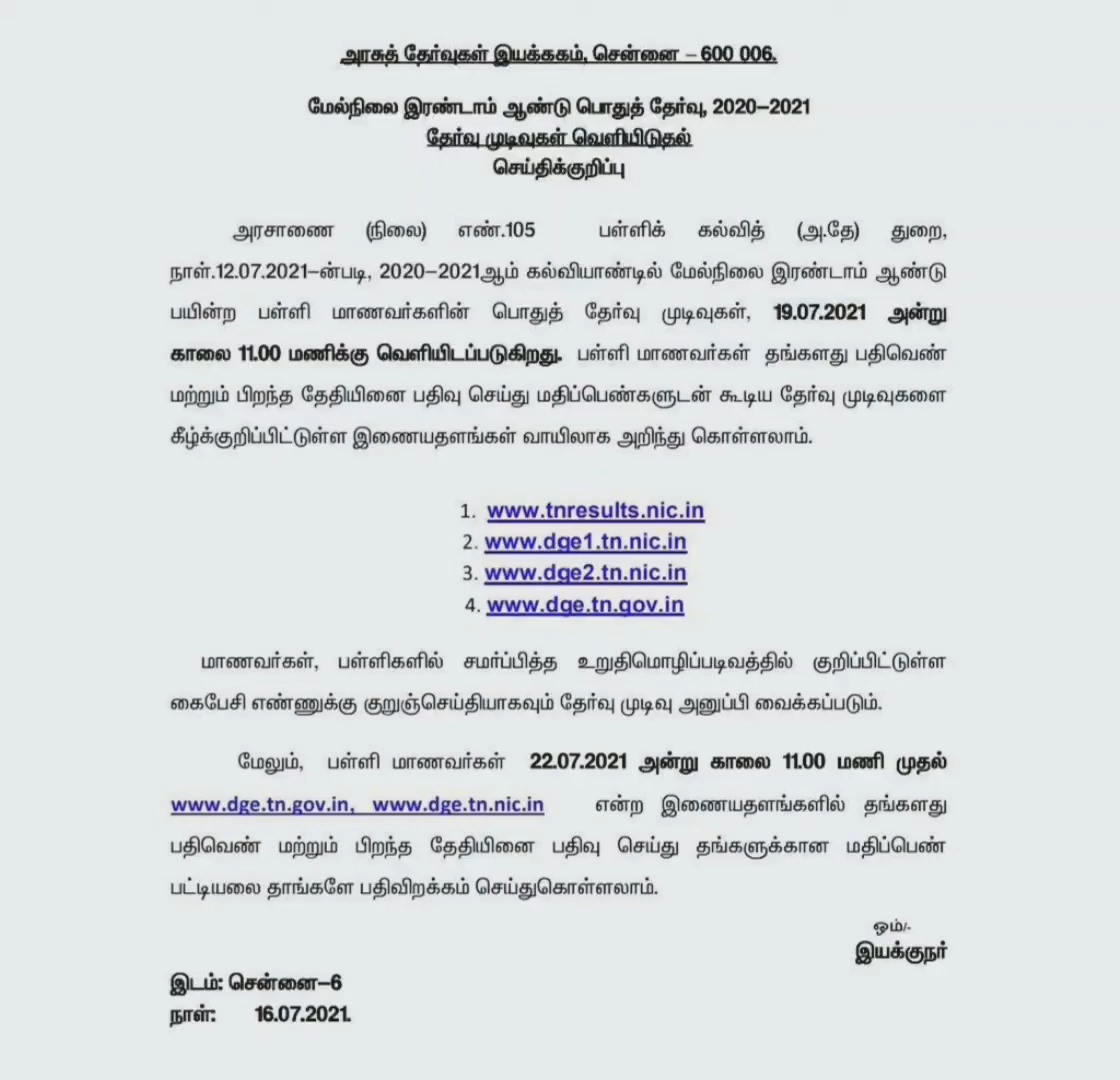 அரசுத் தேர்வுகள் இயக்ககம், சென்னை – 600 006.
மேல்நிலை இரண்டாம் ஆண்டு பொதுத் தேர்வு, 2020–2021
தேர்வு முடிவுகள் வெளியிடுதல்
செய்திக்குறிப்பு
அரசாணை (நிலை) எண்.105 பள்ளிக் கல்வித் (அ.தே) துறை,
நாள்.12.07.2021–ன்படி, 2020–2021ஆம் கல்வியாண்டில் மேல்நிலை இரண்டாம் ஆண்டு
பயின்ற பள்ளி மாணவர்களின் பொதுத் தேர்வு முடிவுகள், 19.07.2021 அன்று
காலை 11.00 மணிக்கு வெளியிடப்படுகிறது. பள்ளி மாணவர்கள் தங்களது பதிவெண்
மற்றும் பிறந்த தேதியினை பதிவு செய்து மதிப்பெண்களுடன் கூடிய தேர்வு முடிவுகளை
கீழ்க்குறிப்பிட்டுள்ள இணையதளங்கள் வாயிலாக அறிந்து கொள்ளலாம்.
1. www.tnresults.nic.in
2. www.dge1.tn.nic.in
3. www.dge2.tn.nic.in
4. www.dge.tn.gov.in
மாணவர்கள், பள்ளிகளில் சமர்ப்பித்த உறுதிமொழிப்படிவத்தில் குறிப்பிட்டுள்ள
கைபேசி எண்ணுக்கு குறுஞ்செய்தியாகவும் தேர்வு முடிவு அனுப்பி வைக்கப்படும்.
மேலும், பள்ளி மாணவர்கள் 22.07.2021 அன்று காலை 11.00 மணி முதல்
www.dge.tn.gov.in, www.dge.tn.nic.in என்ற இணையதளங்களில் தங்களது
பதிவெண் மற்றும் பிறந்த தேதியினை பதிவு செய்து தங்களுக்கான மதிப்பெண்
பட்டியலை தாங்களே பதிவிறக்கம் செய்துகொள்ளலாம்.
ஒம்/-
இயக்குநர்
இடம்: சென்னை–6
நாள்: 16.07.2021.